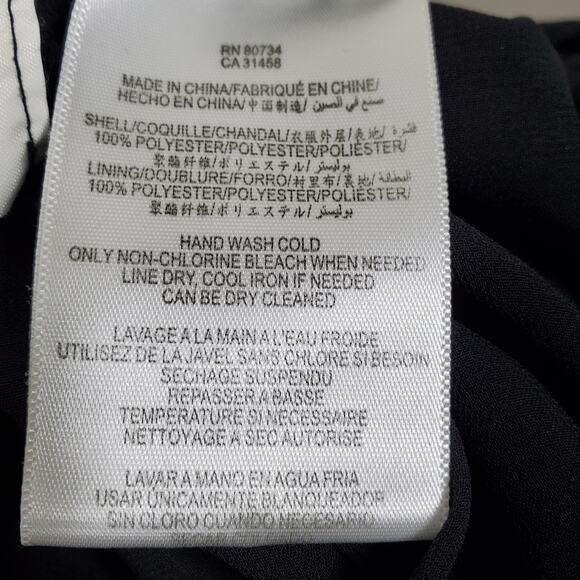 RN 80734
CA 31458
MADE IN CHINA/FABRIQUÉ EN CHINE/
HECHO EN CHINA/中国制造/ صنع في الصين/
SHELL/COQUILLE/CHANDAL/衣服外层/表地/ قشرة/
100% POLYESTER/POLYESTER/POLIÉSTER/
聚酯纤维/ポリエステル/ بوليستر/
LINING/DOUBLURE/FORRO/衬里布/裏地/ البطانة/
100% POLYESTER/POLYESTER/POLIÉSTER/
聚酯纤维/ポリエステル/ بوليستر/
HAND WASH COLD
ONLY NON-CHLORINE BLEACH WHEN NEEDED
LINE DRY, COOL IRON IF NEEDED
CAN BE DRY CLEANED
LAVAGE A LA MAIN A L'EAU FROIDE
UTILISEZ DE LA JAVEL SANS CHLORE SI BESOIN
SECHAGE SUSPENDU
REPASSER A BASSE
TEMPERATURE SI NECESSAIRE
NETTOYAGE A SEC AUTORISE
LAVAR A MANO EN AGUA FRIA
USAR ÚNICAMENTE BLANQUEADOR
SIN CLORO CUANDO NECESARIO
SECAR